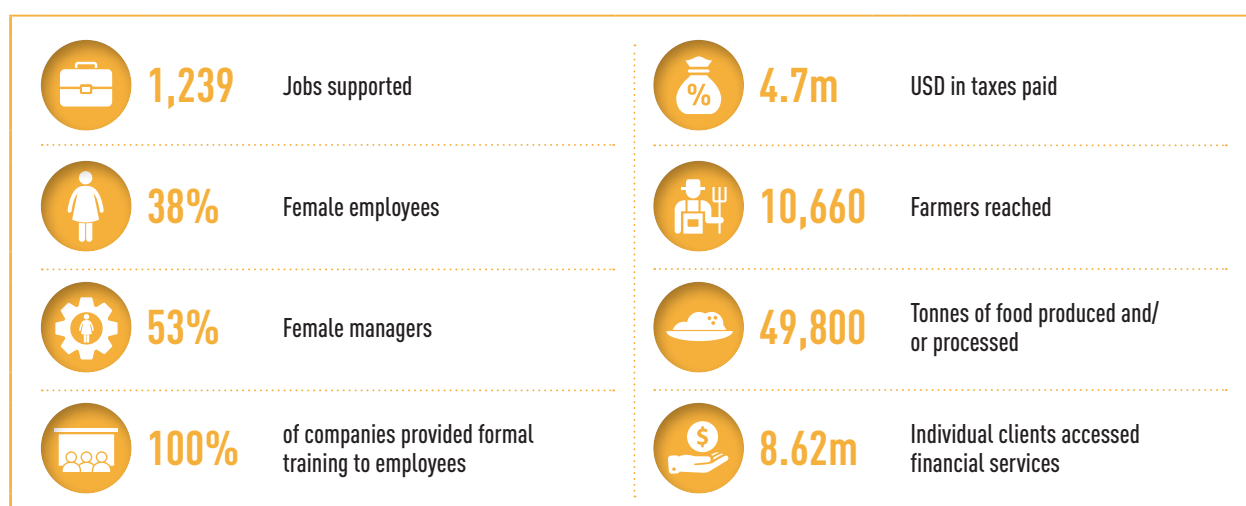 1,239 Jobs supported
38% Female employees
53% Female managers
100% of companies provided formal
training to employees
% 4.7m USD in taxes paid
10,660 Farmers reached
49,800 Tonnes of food produced and/
or processed
$ 8.62m Individual clients accessed
financial services